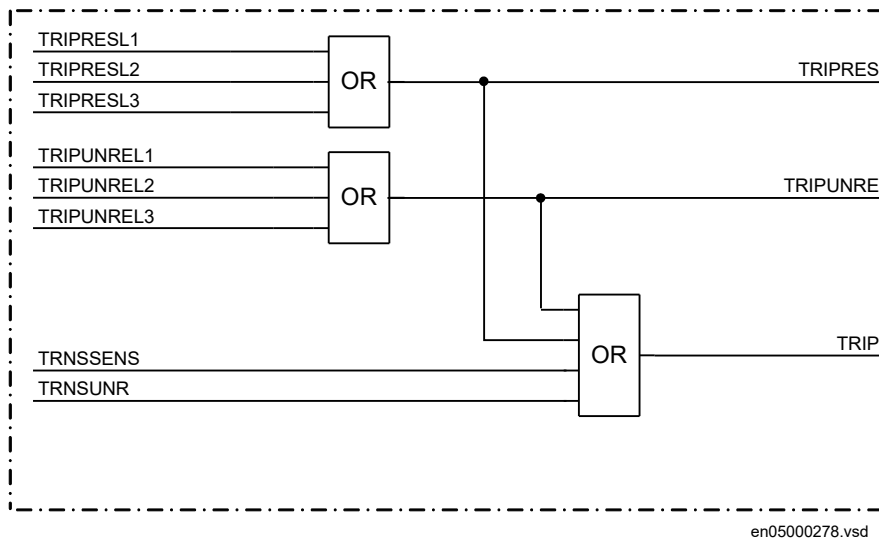 TRIPRESL1
TRIPRESL2
TRIPRESL3
OR
TRIPRES
TRIPUNREL1
TRIPUNREL2
TRIPUNREL3
OR
TRIPUNRE
TRNSSENS
TRNSUNR
OR
TRIP
en05000278.vsd